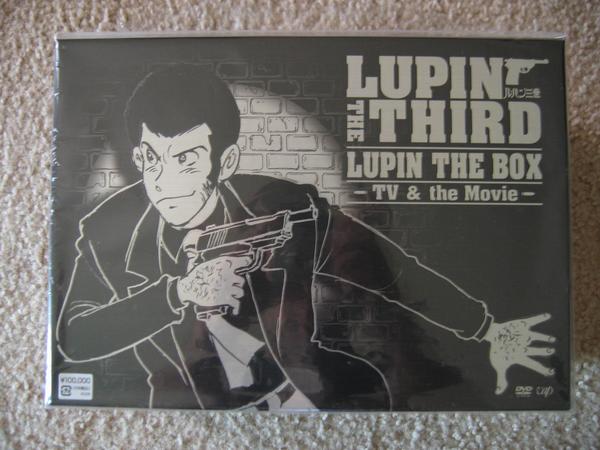 LUPIN
THE THIRD
ルパン三世
LUPIN THE BOX
- TV & the Movie -
¥100,000
DVD
vap